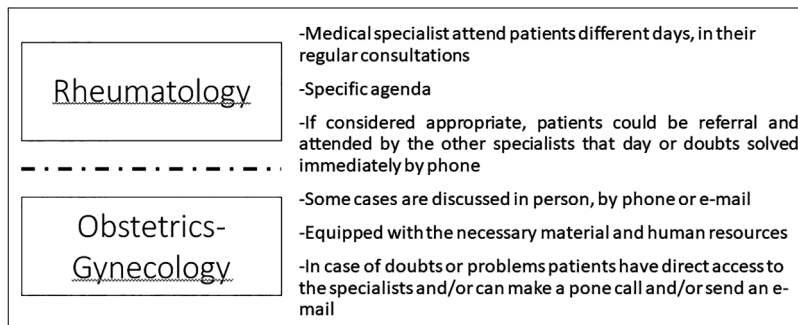 Rheumatology
Obstetrics-
Gynecology
-Medical specialist attend patients different days, in their
regular consultations
-Specific agenda
-If considered appropriate, patients could be referral and
attended by the other specialists that day or doubts solved
immediately by phone
-Some cases are discussed in person, by phone or e-mail
-Equipped with the necessary material and human resources
-In case of doubts or problems patients have direct access to
the specialists and/or can make a pone call and/or send an e-
mail